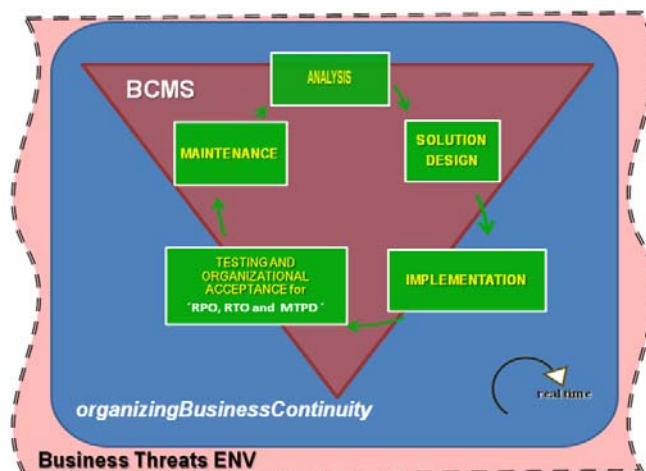 BCMS
ANALYSIS
SOLUTION
DESIGN
MAINTENANCE
IMPLEMENTATION
TESTING AND
ORGANIZATIONAL
ACCEPTANCE for
´RPO, RTO and MTPD´
real time
organizingBusinessContinuity
Business Threats ENV